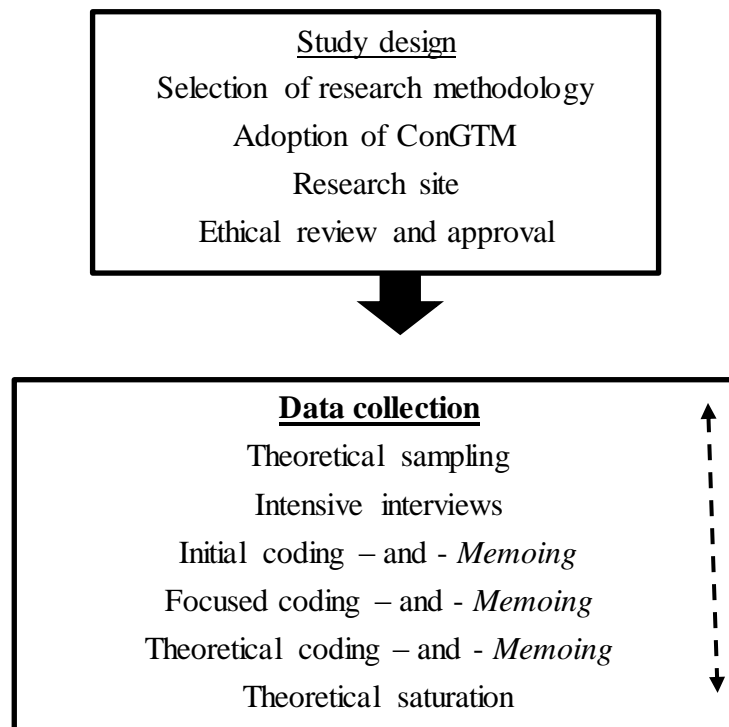 Study design
Selection of research methodology
Adoption of ConGTM
Research site
Ethical review and approval
Data collection
Theoretical sampling
Intensive interviews
Initial coding – and - Memoing
Focused coding – and - Memoing
Theoretical coding – and - Memoing
Theoretical saturation